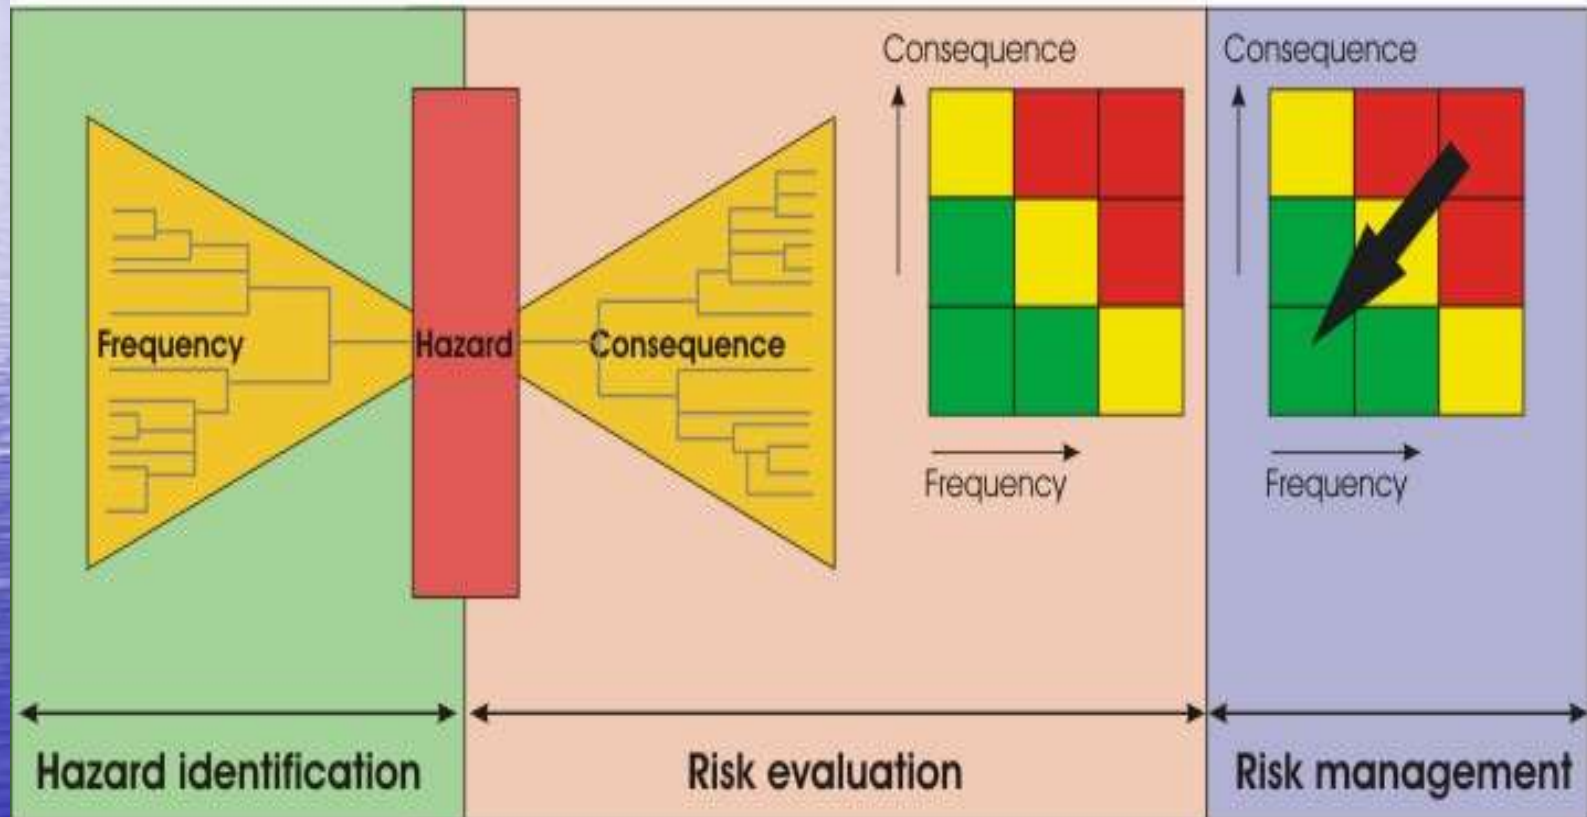 Consequence
Consequence
Frequency
Hazard
Consequence
Frequency
Frequency
Hazard identification
Risk evaluation
Risk management